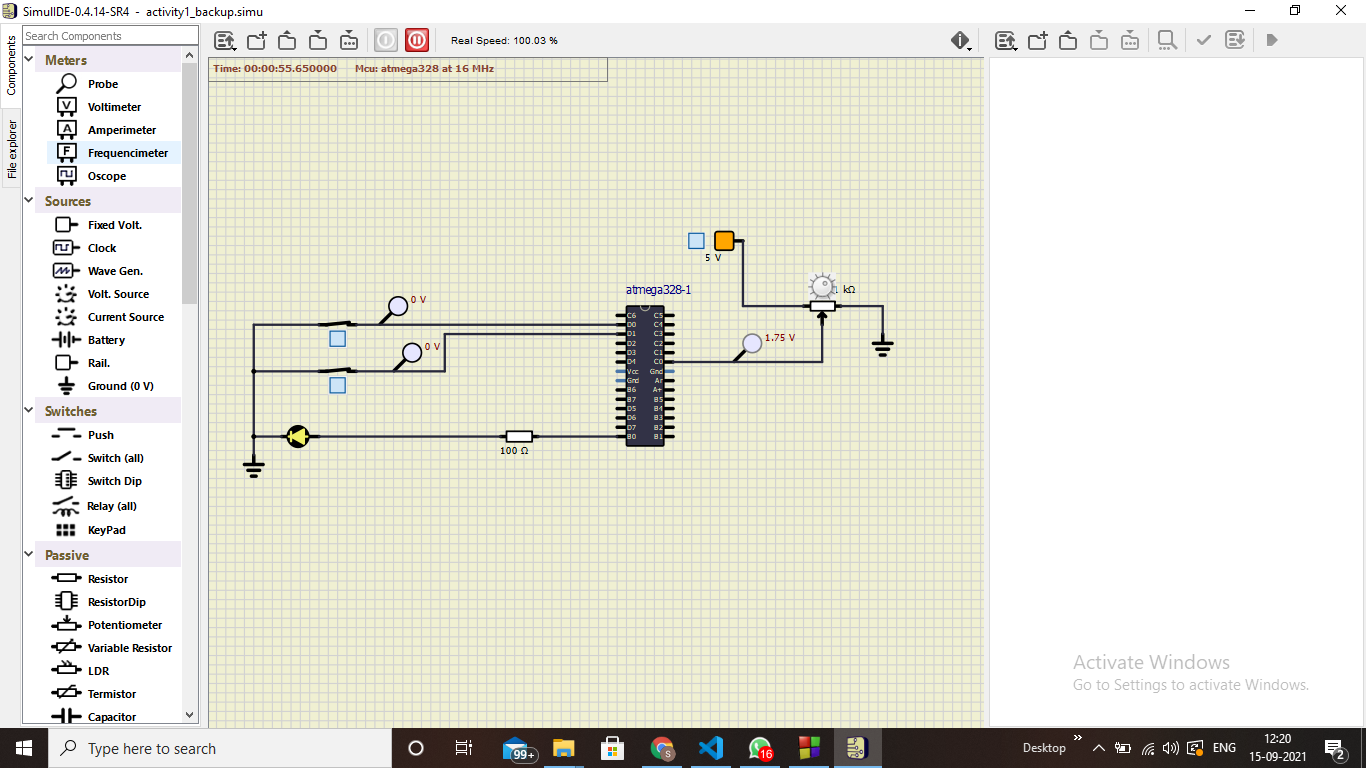 SimulIDE-0.4.14-SR4 - activity1_backup.simu
Components
File explorer
Search Components
Meters
Probe
Voltimeter
Amperimeter
Frequencimeter
Oscope
Sources
Fixed Volt.
Clock
Wave Gen.
Volt. Source
Current Source
Battery
Rail.
Ground (0 V)
Switches
Push
Switch (all)
Switch Dip
Relay (all)
KeyPad
Passive
Resistor
ResistorDip
Potentiometer
Variable Resistor
LDR
Termistor
Capacitor
Real Speed: 100.03 %
Time: 00:00:55.650000 Mcu: atmega328 at 16 MHz
5 V
kΩ
atmega328-1
0 V
0 V
1.75 V
100 Ω
C6 C5
D0 C4
D1 C3
D2 C2
D3 C1
D4 C0
Vcc Gnd
Gnd Ar
B6 A+
B7 B5
D5 B4
D6 B3
D7 B2
B0 B1
Activate Windows
Go to Settings to activate Windows.
Type here to search
99+
S
16
Desktop
ENG
12:20
15-09-2021
2